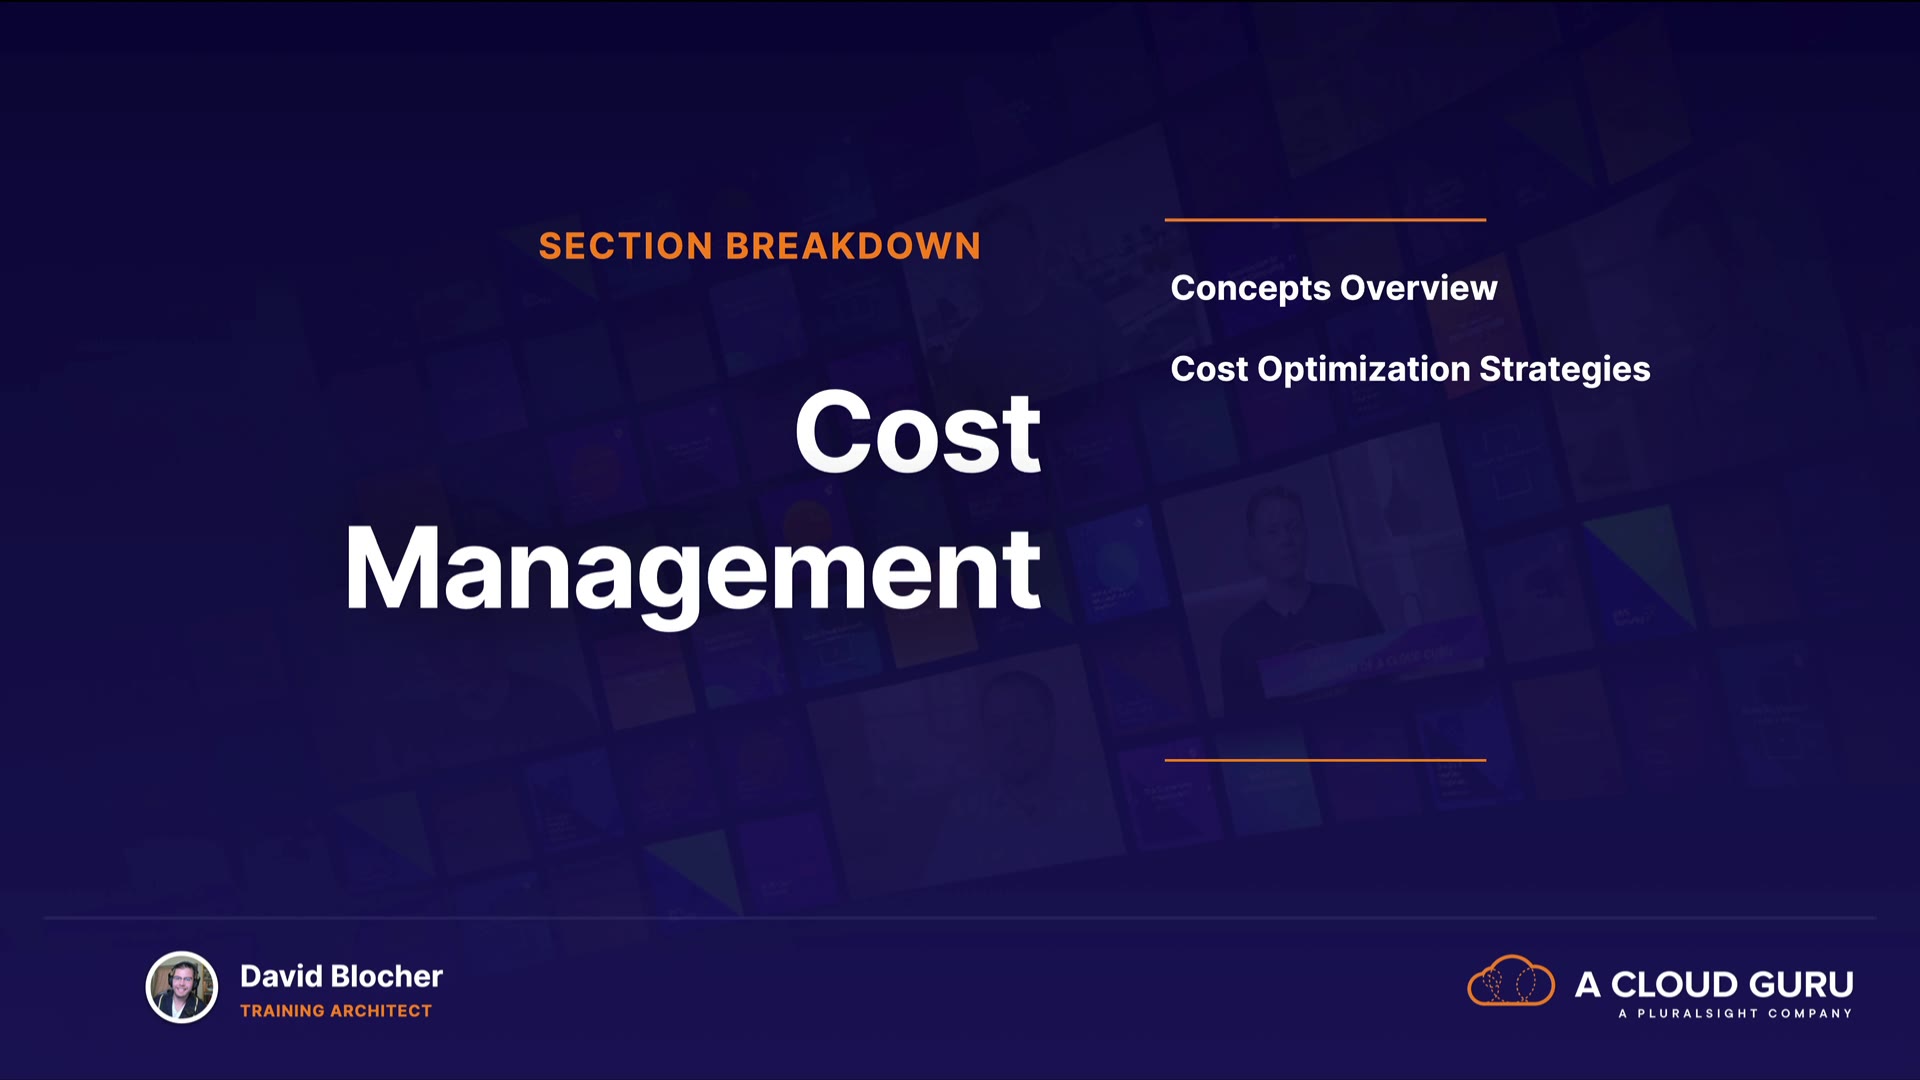 SECTION BREAKDOWN
Cost
Management
Concepts Overview
Cost Optimization Strategies
David Blocher
TRAINING ARCHITECT
A CLOUD GURU
A PLURALSIGHT COMPANY